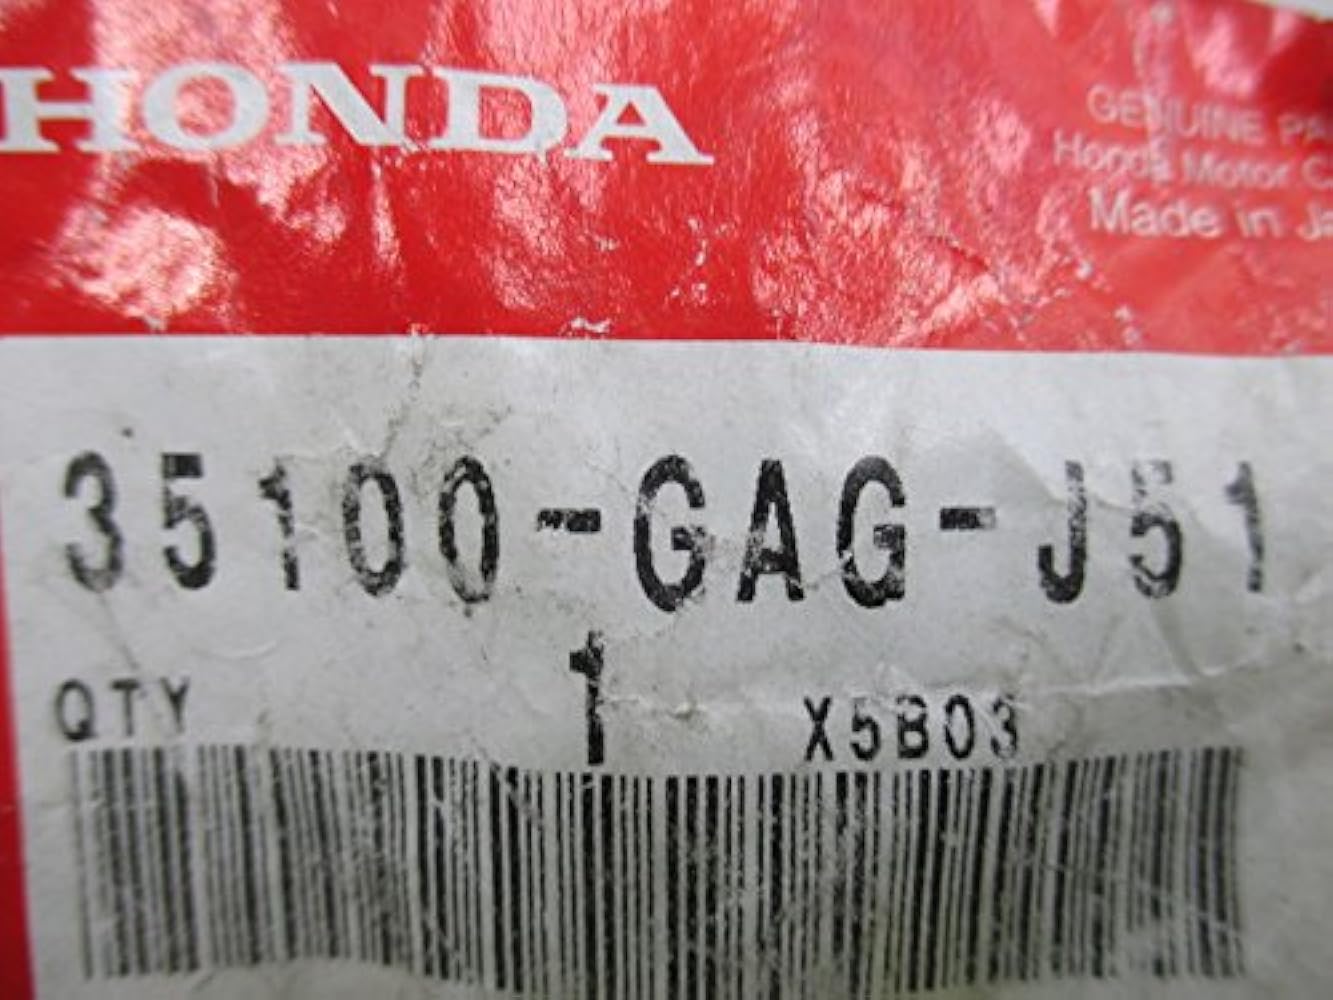 HONDA
GENUINE PA
Honda Motor C
Made in Ja
35100-GAG-J51
QTY 1 X5B03